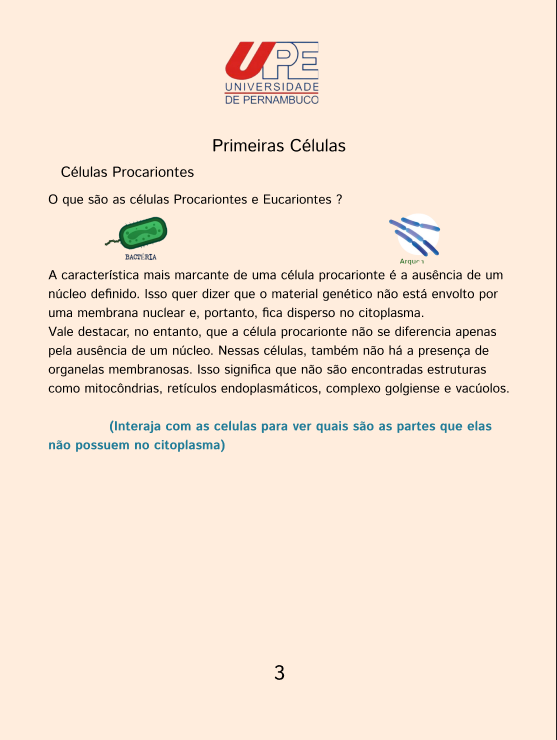 UPE
UNIVERSIDADE
DE PERNAMBUCO
Primeiras Células
Células Procariontes
O que são as células Procariontes e Eucariontes ?
BACTÉRIA
A característica mais marcante de uma célula procarionte é a ausência de um
núcleo definido. Isso quer dizer que o material genético não está envolto por
uma membrana nuclear e, portanto, fica disperso no citoplasma.
Vale destacar, no entanto, que a célula procarionte não se diferencia apenas
pela ausência de um núcleo. Nessas células, também não há a presença de
organelas membranosas. Isso significa que não são encontradas estruturas
como mitocôndrias, retículos endoplasmáticos, complexo golgiense e vacúolos.
(Interaja com as celulas para ver quais são as partes que elas
não possuem no citoplasma)
3